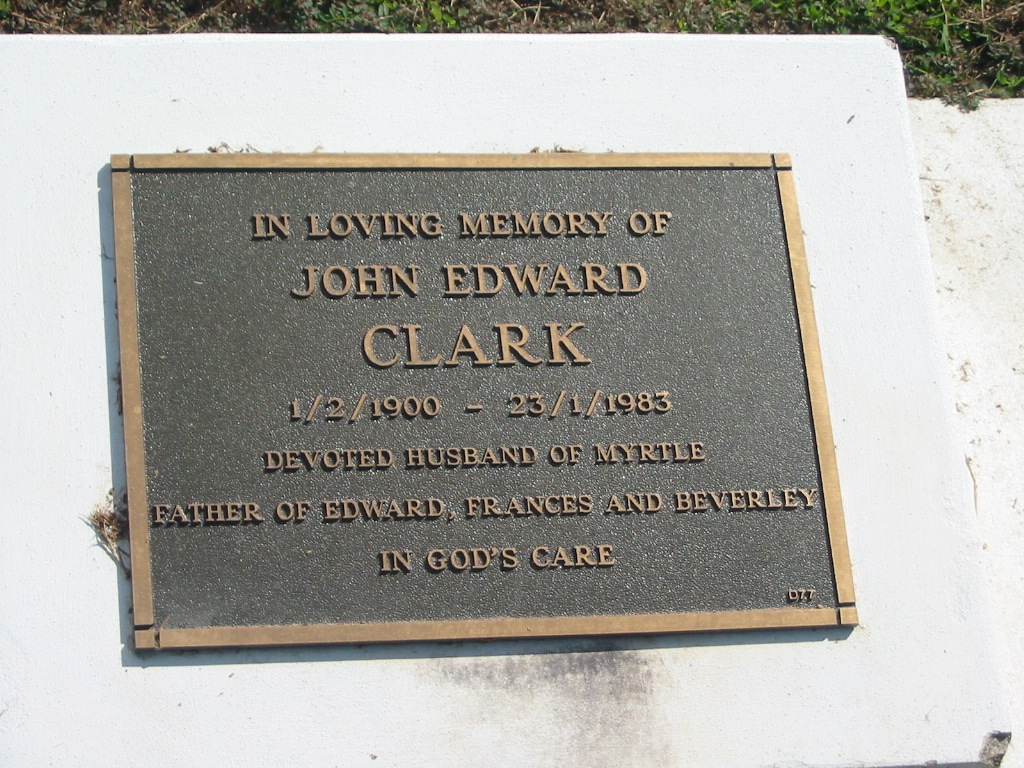 IN LOVING MEMORY OF
JOHN EDWARD
CLARK
1/2/1900 - 23/1/1983
DEVOTED HUSBAND OF MYRTLE
FATHER OF EDWARD, FRANCES AND BEVERLEY
IN GOD'S CARE
D77